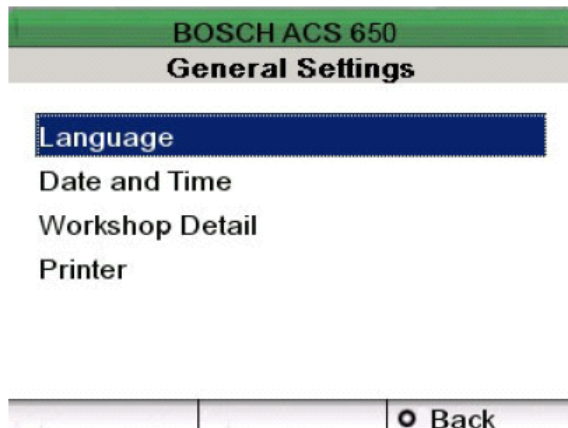 BOSCH ACS 650
General Settings
Language
Date and Time
Workshop Detail
Printer
Back